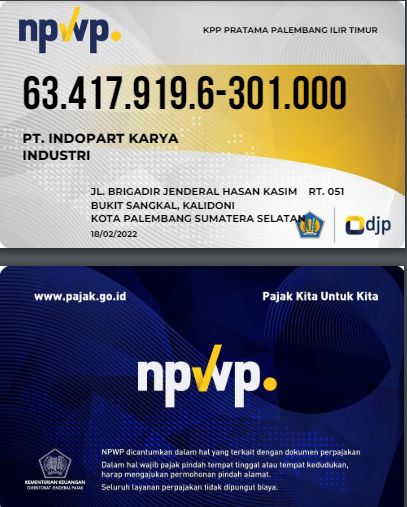 npwp.
KPP PRATAMA PALEMBANG ILIR TIMUR
63.417.919.6-301.000
PT. INDOPART KARYA
INDUSTRI
JL. BRIGADIR JENDERAL HASAN KASIM RT. 051
BUKIT SANGKAL, KALIDONI
KOTA PALEMBANG SUMATERA SELATAN
18/02/2022
djp
www.pajak.go.id
Pajak Kita Untuk Kita
npwp.
NPWP dicantumkan dalam hal yang terkait dengan dokumen perpajakan
Dalam hal wajib pajak pindah tempat tinggal atau tempat kedudukan,
harap mengajukan permohonan pindah alamat.
Seluruh layanan perpajakan tidak dipungut biaya.
KEMENTERIAN KEUANGAN
DIREKTORAT JENDERAL PAJAK